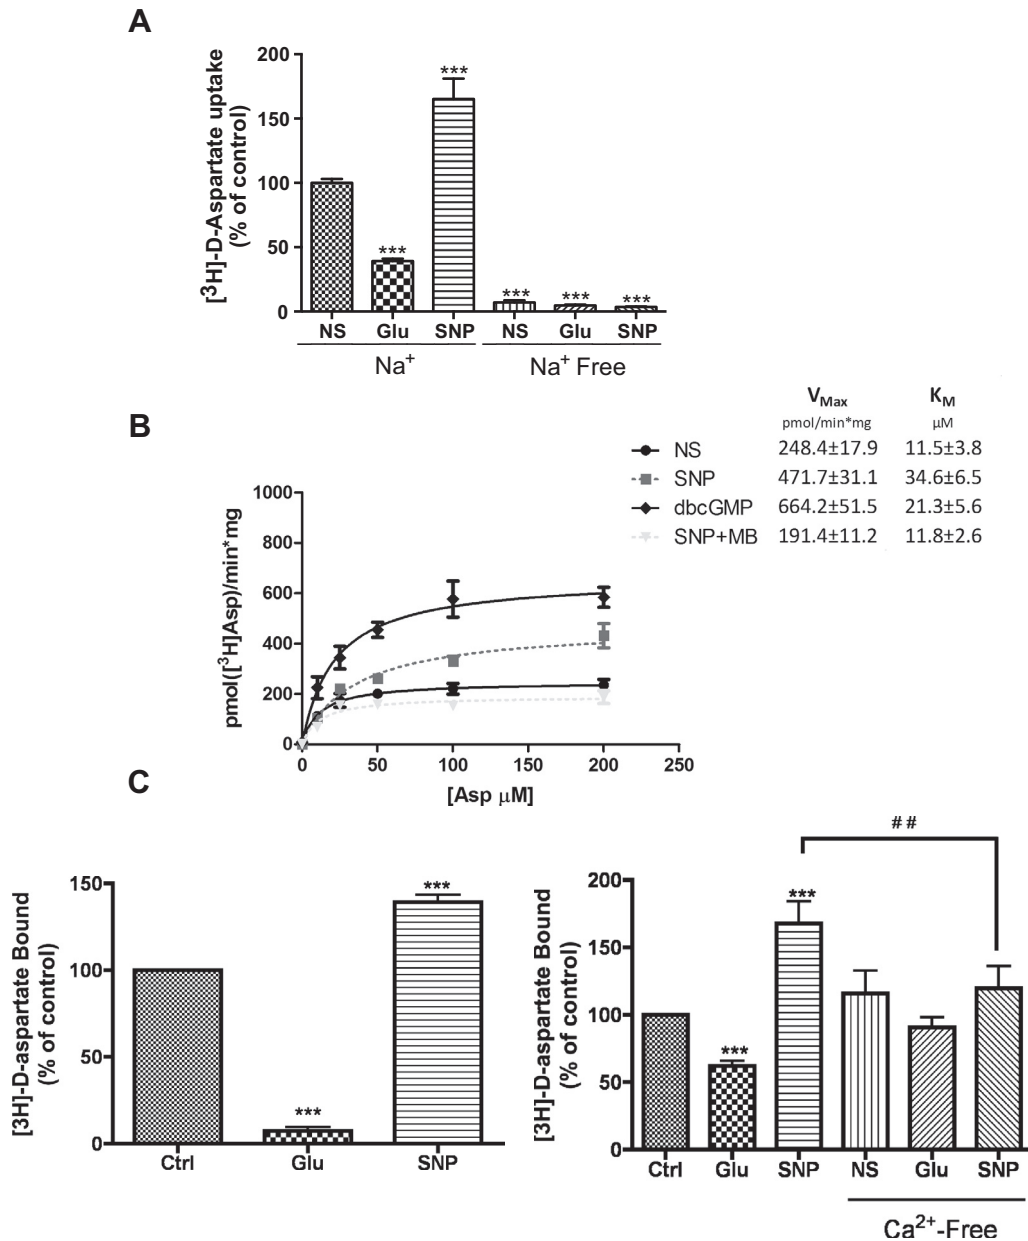 A
[³H]-D-Aspartate uptake
(% of control)
200
150
100
50
0
***
***
***
***
***
NS
Glu
SNP
NS
Glu
SNP
Na⁺
Na⁺ Free
B
V_Max
K_M
pmol/min*mg
µM
NS
248.4±17.9
11.5±3.8
SNP
471.7±31.1
34.6±6.5
dbcGMP
664.2±51.5
21.3±5.6
SNP+MB
191.4±11.2
11.8±2.6
pmol([³H]Asp)/min*mg
1000
800
600
400
200
0
0
50
100
150
200
250
[Asp µM]
C
[3H]-D-aspartate Bound
(% of control)
150
100
50
0
***
***
Ctrl
Glu
SNP
##
[3H]-D-aspartate Bound
(% of control)
200
150
100
50
0
***
***
Ctrl
Glu
SNP
NS
Glu
SNP
Ca²⁺-Free